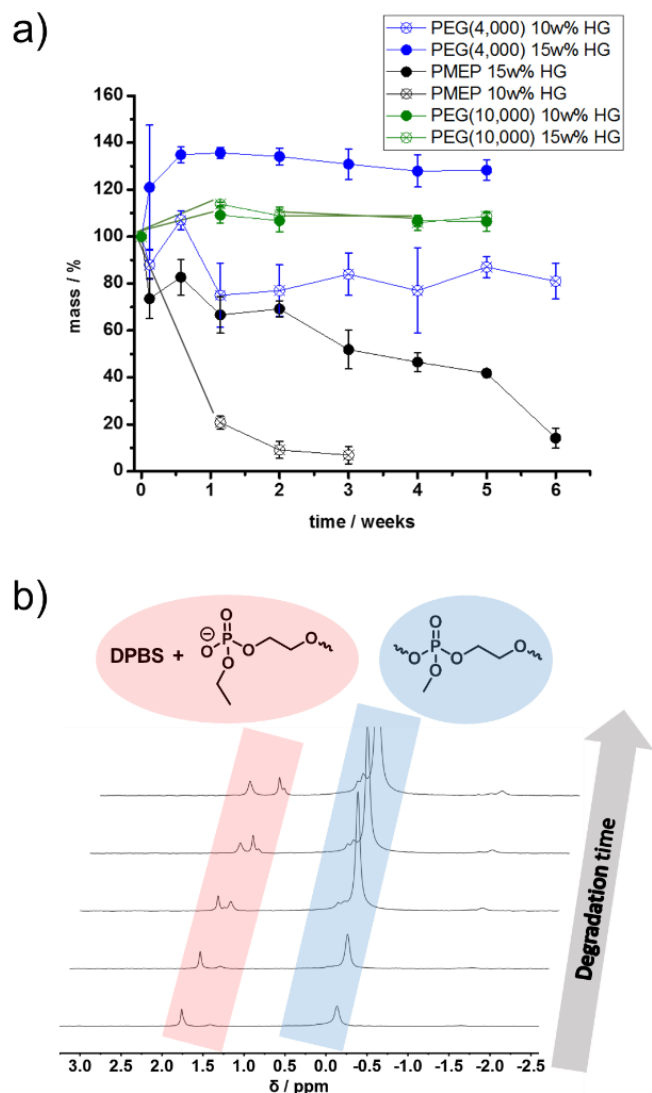 a)
PEG(4,000) 10w% HG
PEG(4,000) 15w% HG
PMEP 15w% HG
PMEP 10w% HG
PEG(10,000) 10w% HG
PEG(10,000) 15w% HG
160
140
120
100
80
60
40
20
0
mass / %
0 1 2 3 4 5 6
time / weeks
b)
DPBS +
⊖O
O
P
O
O
O
O
P
O
O
O
O
Degradation time
3.0 2.5 2.0 1.5 1.0 0.5 0.0 -0.5 -1.0 -1.5 -2.0 -2.5
δ / ppm